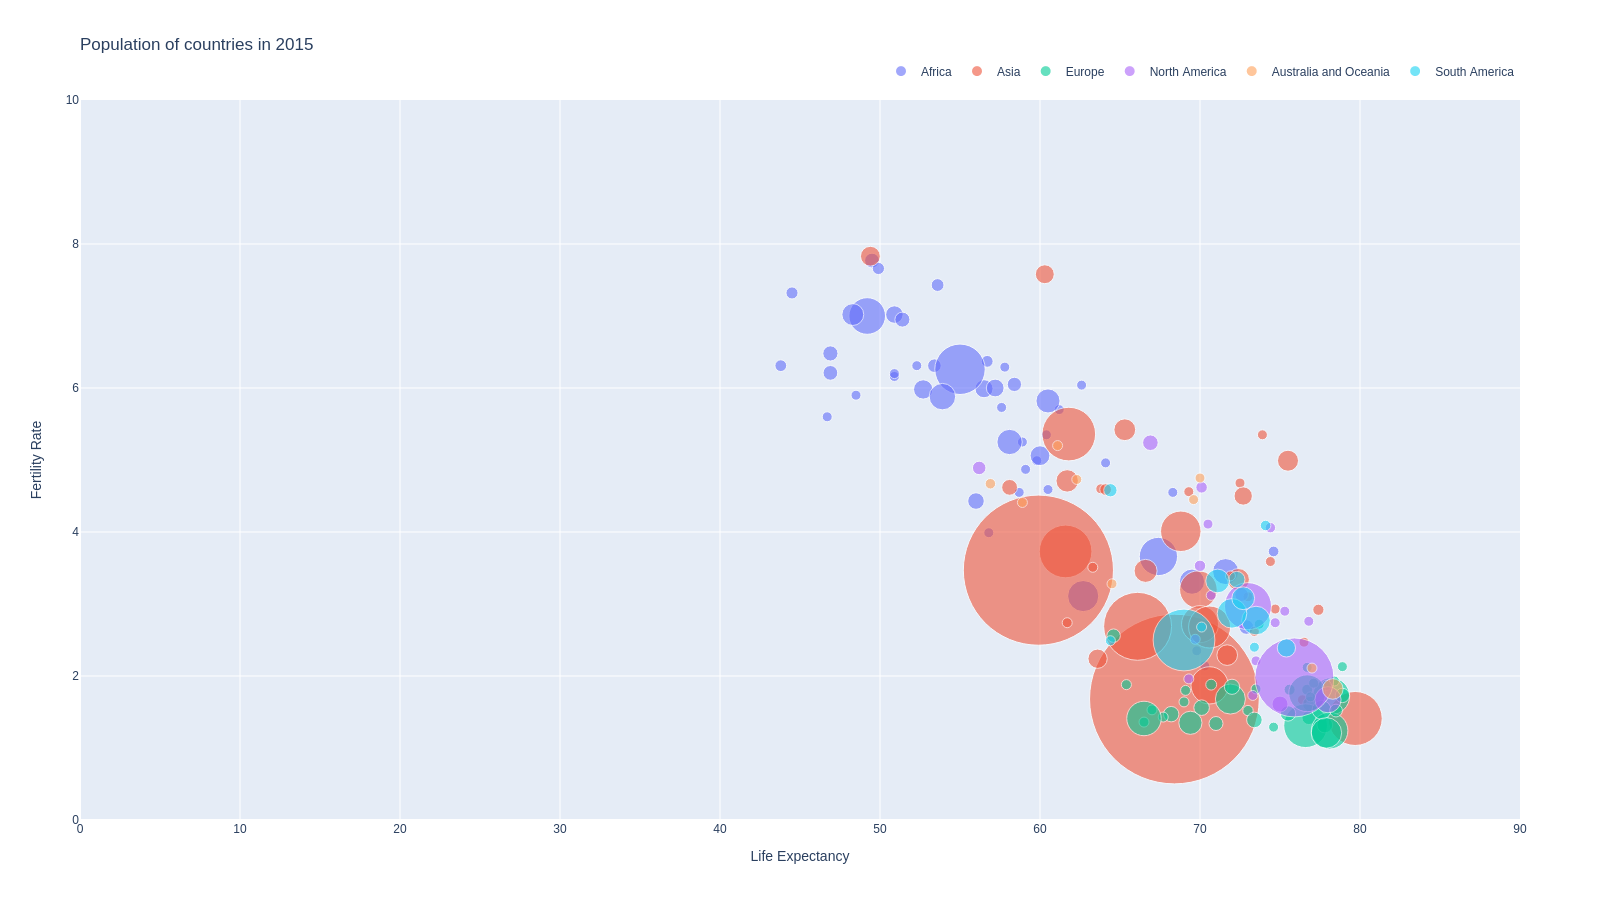 Population of countries in 2015
Africa Asia Europe North America Australia and Oceania South America
10
8
6
4
2
0
Fertility Rate
0 10 20 30 40 50 60 70 80 90
Life Expectancy